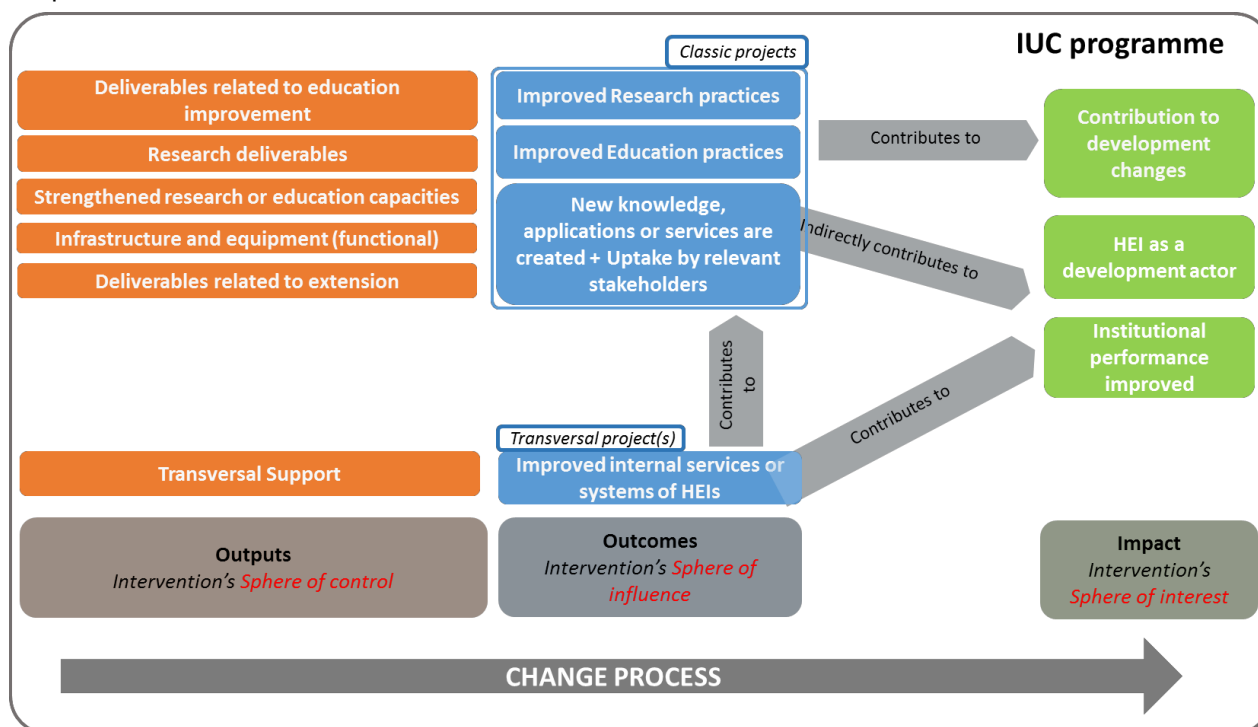 IUC programme
Classic projects
Deliverables related to education
improvement
Research deliverables
Strengthened research or education capacities
Infrastructure and equipment (functional)
Deliverables related to extension
Improved Research practices
Improved Education practices
New knowledge,
applications or services are
created + Uptake by relevant
stakeholders
Contributes to
Indirectly contributes to
Contribution to
development
changes
HEI as a
development actor
Institutional
performance
improved
Contributes
to
Contributes to
Transversal project(s)
Transversal Support
Improved internal services or
systems of HEIs
Outputs
Intervention's Sphere of control
Outcomes
Intervention's Sphere of
influence
Impact
Intervention's
Sphere of interest
CHANGE PROCESS